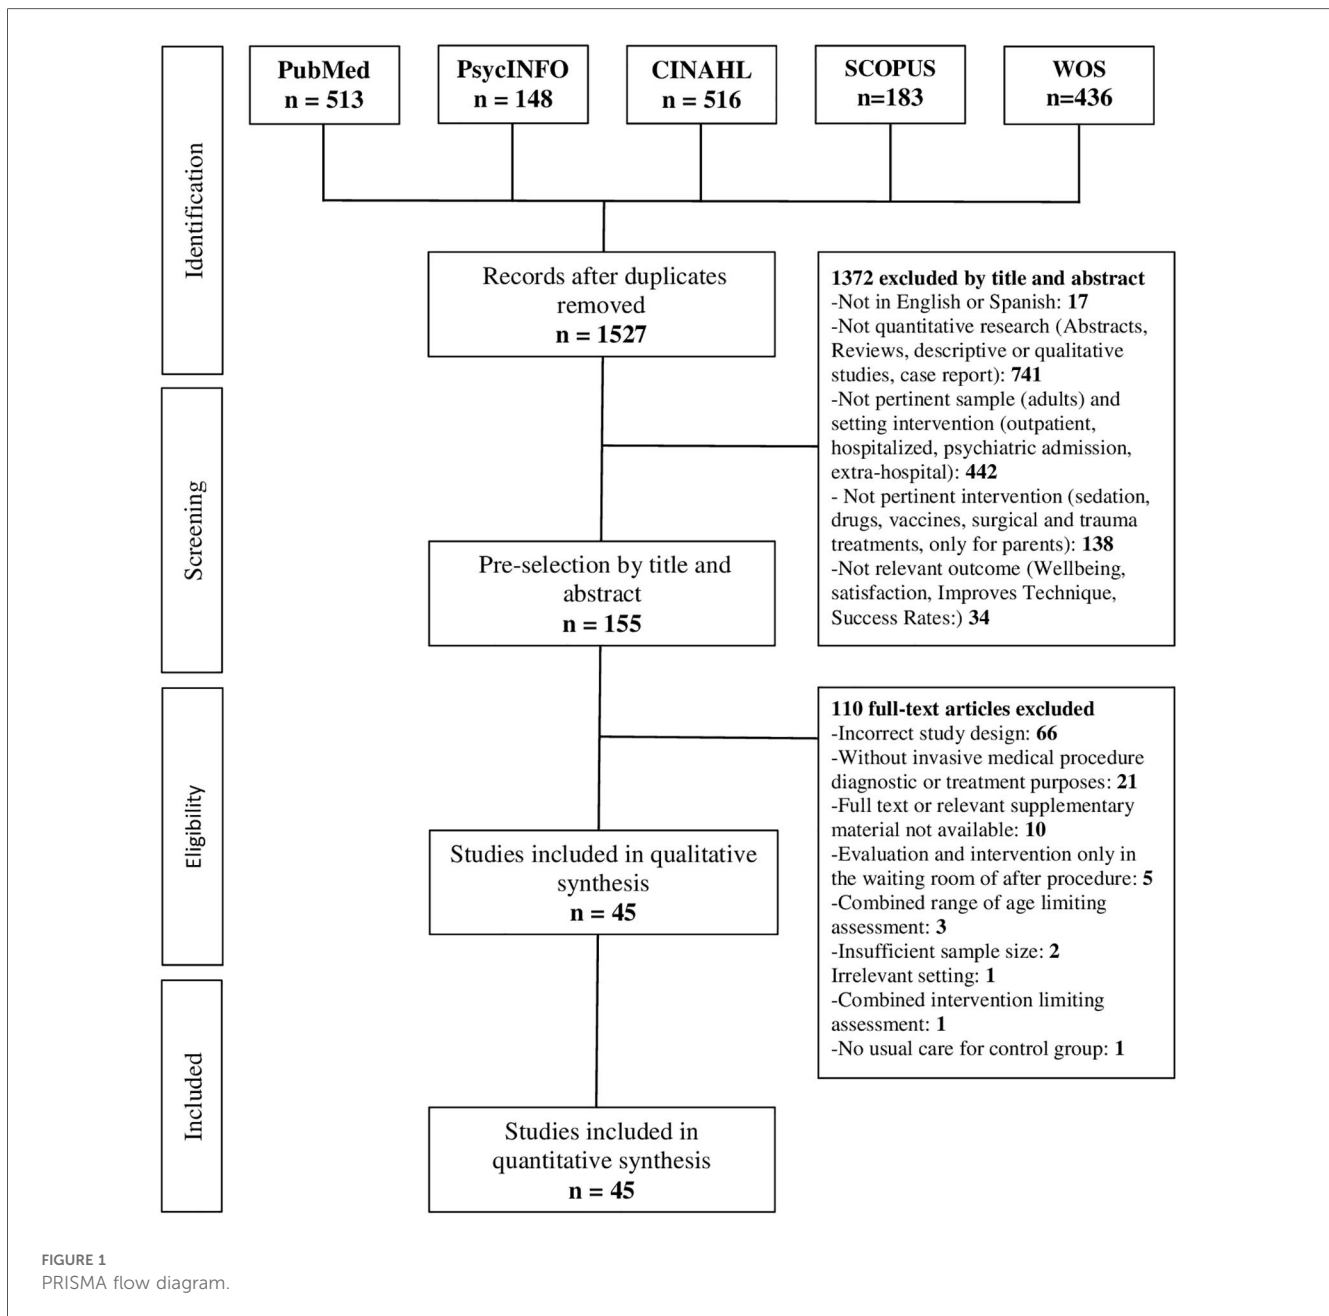 Identification
PubMed
n = 513
PsycINFO
n = 148
CINAHL
n = 516
SCOPUS
n=183
WOS
n=436
Records after duplicates
removed
n = 1527
1372 excluded by title and abstract
-Not in English or Spanish: 17
-Not quantitative research (Abstracts,
Reviews, descriptive or qualitative
studies, case report): 741
-Not pertinent sample (adults) and
setting intervention (outpatient,
hospitalized, psychiatric admission,
extra-hospital): 442
- Not pertinent intervention (sedation,
drugs, vaccines, surgical and trauma
treatments, only for parents): 138
-Not relevant outcome (Wellbeing,
satisfaction, Improves Technique,
Success Rates:) 34
Screening
Pre-selection by title and
abstract
n = 155
Eligibility
110 full-text articles excluded
-Incorrect study design: 66
-Without invasive medical procedure
diagnostic or treatment purposes: 21
-Full text or relevant supplementary
material not available: 10
-Evaluation and intervention only in
the waiting room of after procedure: 5
-Combined range of age limiting
assessment: 3
-Insufficient sample size: 2
Irrelevant setting: 1
-Combined intervention limiting
assessment: 1
-No usual care for control group: 1
Studies included in qualitative
synthesis
n = 45
Included
Studies included in
quantitative synthesis
n = 45
FIGURE 1
PRISMA flow diagram.